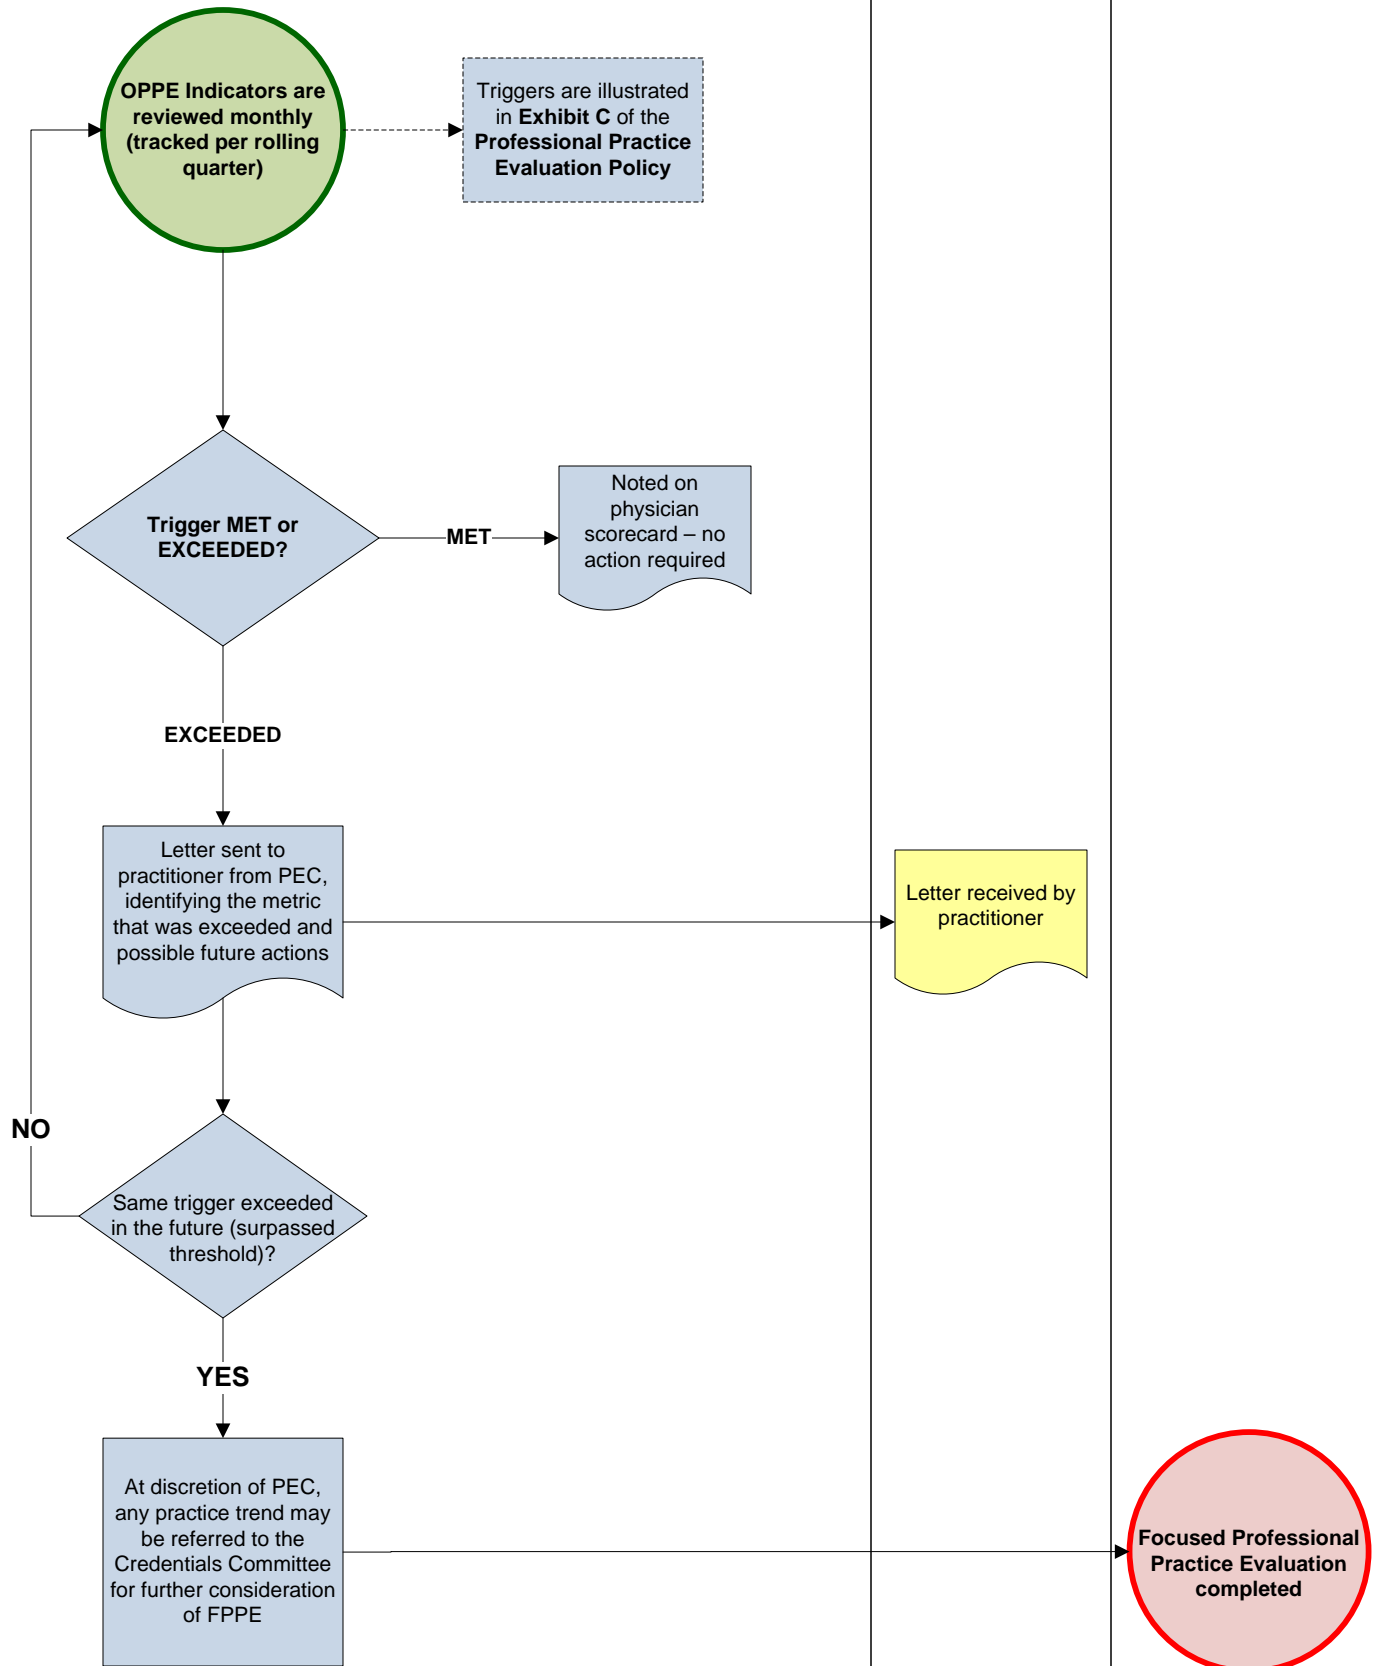 OPPE Indicators are
reviewed monthly
(tracked per rolling
quarter)
Triggers are illustrated
in Exhibit C of the
Professional Practice
Evaluation Policy
Trigger MET or
EXCEEDED?
MET
Noted on
physician
scorecard – no
action required
EXCEEDED
Letter sent to
practitioner from PEC,
identifying the metric
that was exceeded and
possible future actions
Letter received by
practitioner
NO
Same trigger exceeded
in the future (surpassed
threshold)?
YES
At discretion of PEC,
any practice trend may
be referred to the
Credentials Committee
for further consideration
of FPPE
Focused Professional
Practice Evaluation
completed